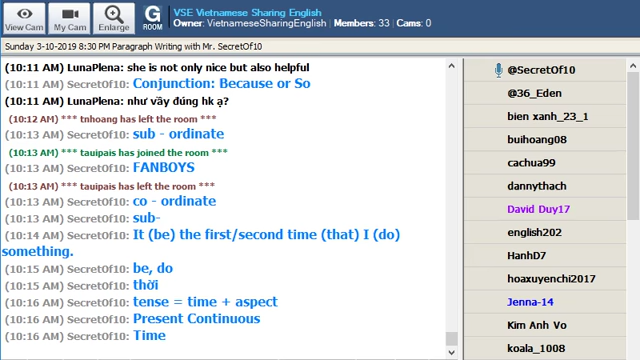 VSE Vietnamese Sharing English
Owner: VietnameseSharingEnglish | Members: 33 | Cams: 0
View Cam
My Cam
Enlarge
G
ROOM
Sunday 3-10-2019 8:30 PM Paragraph Writing with Mr. SecretOf10
(10:11 AM) LunaPlena: she is not only nice but also helpful
(10:11 AM) SecretOf10: Conjunction: Because or So
(10:11 AM) LunaPlena: như vầy đúng hk ạ?
(10:12 AM) *** tnhoang has left the room ***
(10:13 AM) SecretOf10: sub - ordinate
(10:13 AM) *** tauipais has joined the room ***
(10:13 AM) SecretOf10: FANBOYS
(10:13 AM) *** tauipais has left the room ***
(10:13 AM) SecretOf10: co - ordinate
(10:13 AM) SecretOf10: sub-
(10:14 AM) SecretOf10: It (be) the first/second time (that) I (do)
something.
(10:15 AM) SecretOf10: be, do
(10:15 AM) SecretOf10: thời
(10:16 AM) SecretOf10: tense = time + aspect
(10:16 AM) SecretOf10: Present Continuous
(10:16 AM) SecretOf10: Time
@SecretOf10
@36_Eden
bien xanh_23_1
buihoang08
cachua99
dannythach
David Duy17
english202
HanhD7
hoaxuyenchi2017
Jenna-14
Kim Anh Vo
koala_1008